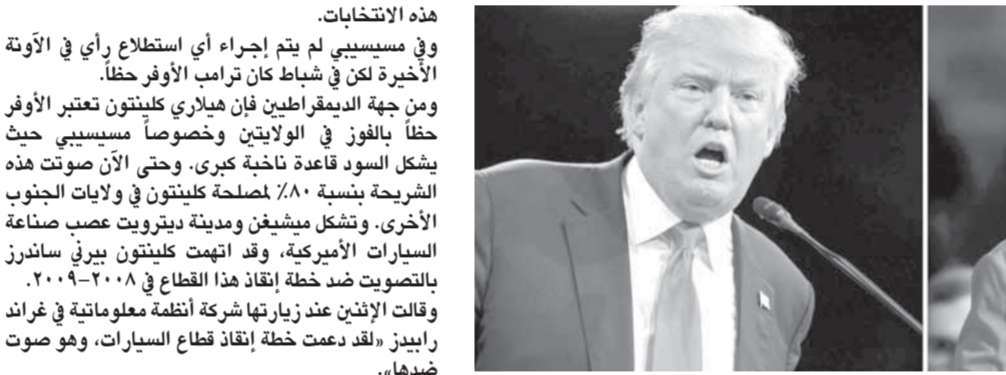 هذه الانتخابات.
وفي مسيسيبي لم يتم إجراء أي استطلاع رأي في الآونة
الأخيرة لكن في شباط كان ترامب الأوفر حظاً.
ومن جهة الديمقراطيين فإن هيلاري كلينتون تعتبر الأوفر
حظاً بالفوز في الولايتين وخصوصاً مسيسيبي حيث
يشكل السود قاعدة ناخبة كبرى. وحتى الآن صوتت هذه
الشريحة بنسبة ٨٠٪ لمصلحة كلينتون في ولايات الجنوب
الأخرى. وتشكل ميشيغن ومدينة ديترويت عصب صناعة
السيارات الأميركية، وقد اتهمت كلينتون بيرني ساندرز
بالتصويت ضد خطة إنقاذ هذا القطاع في ٢٠٠٨-٢٠٠٩.
وقالت الإثنين عند زيارتها شركة أنظمة معلوماتية في غراند
رابيدز «لقد دعمت خطة إنقاذ قطاع السيارات، وهو صوت
ضدها».